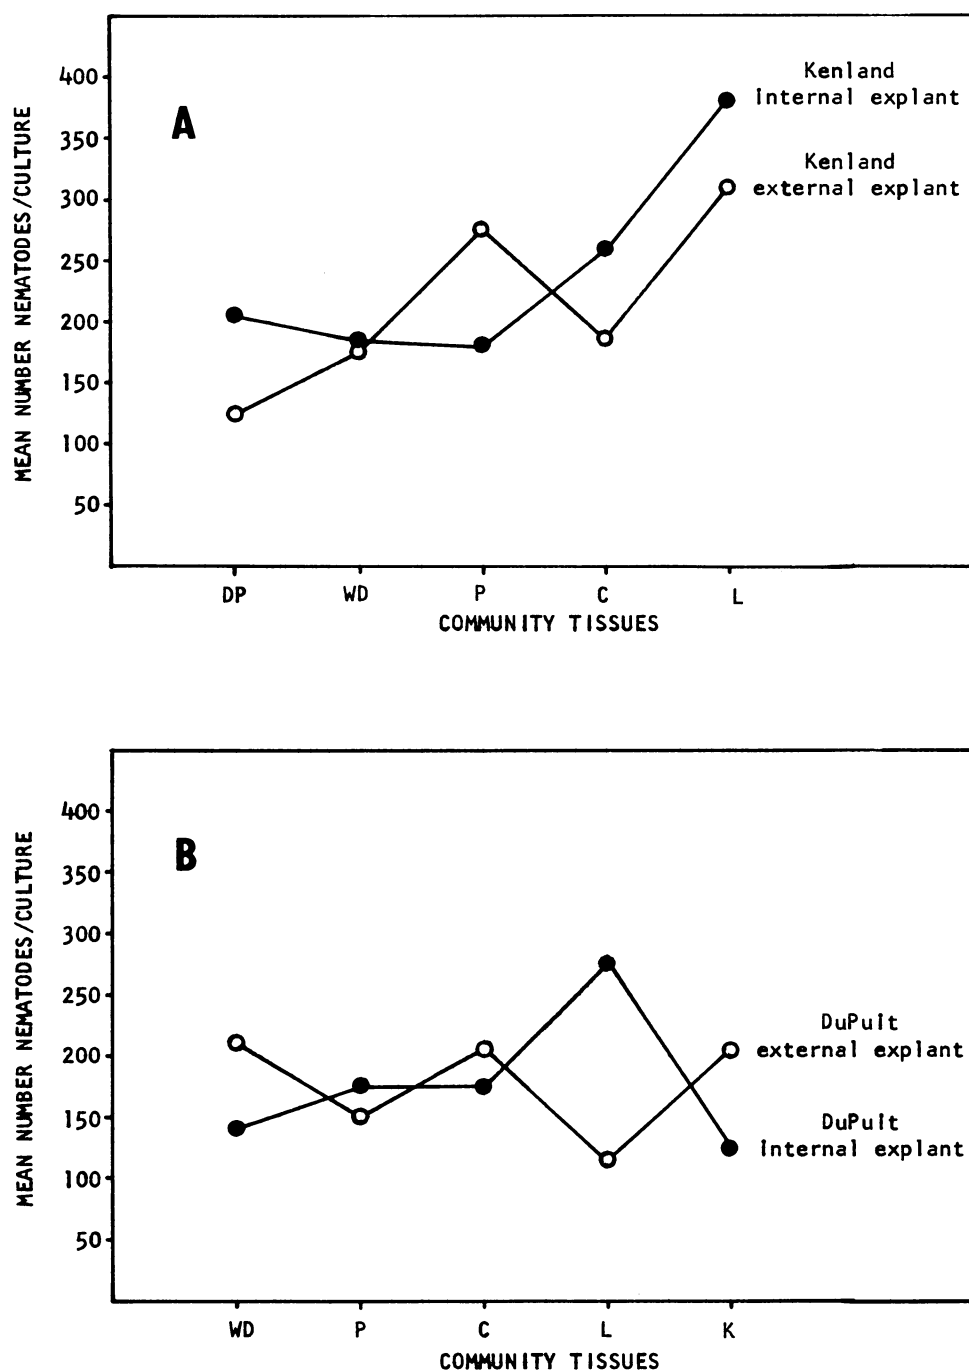 A
MEAN NUMBER NEMATODES/CULTURE
400
350
300
250
200
150
100
50
Kenland
internal explant
Kenland
external explant
DP WD P C L
COMMUNITY TISSUES
B
MEAN NUMBER NEMATODES/CULTURE
400
350
300
250
200
150
100
50
DuPuit
external explant
DuPuit
internal explant
WD P C L K
COMMUNITY TISSUES